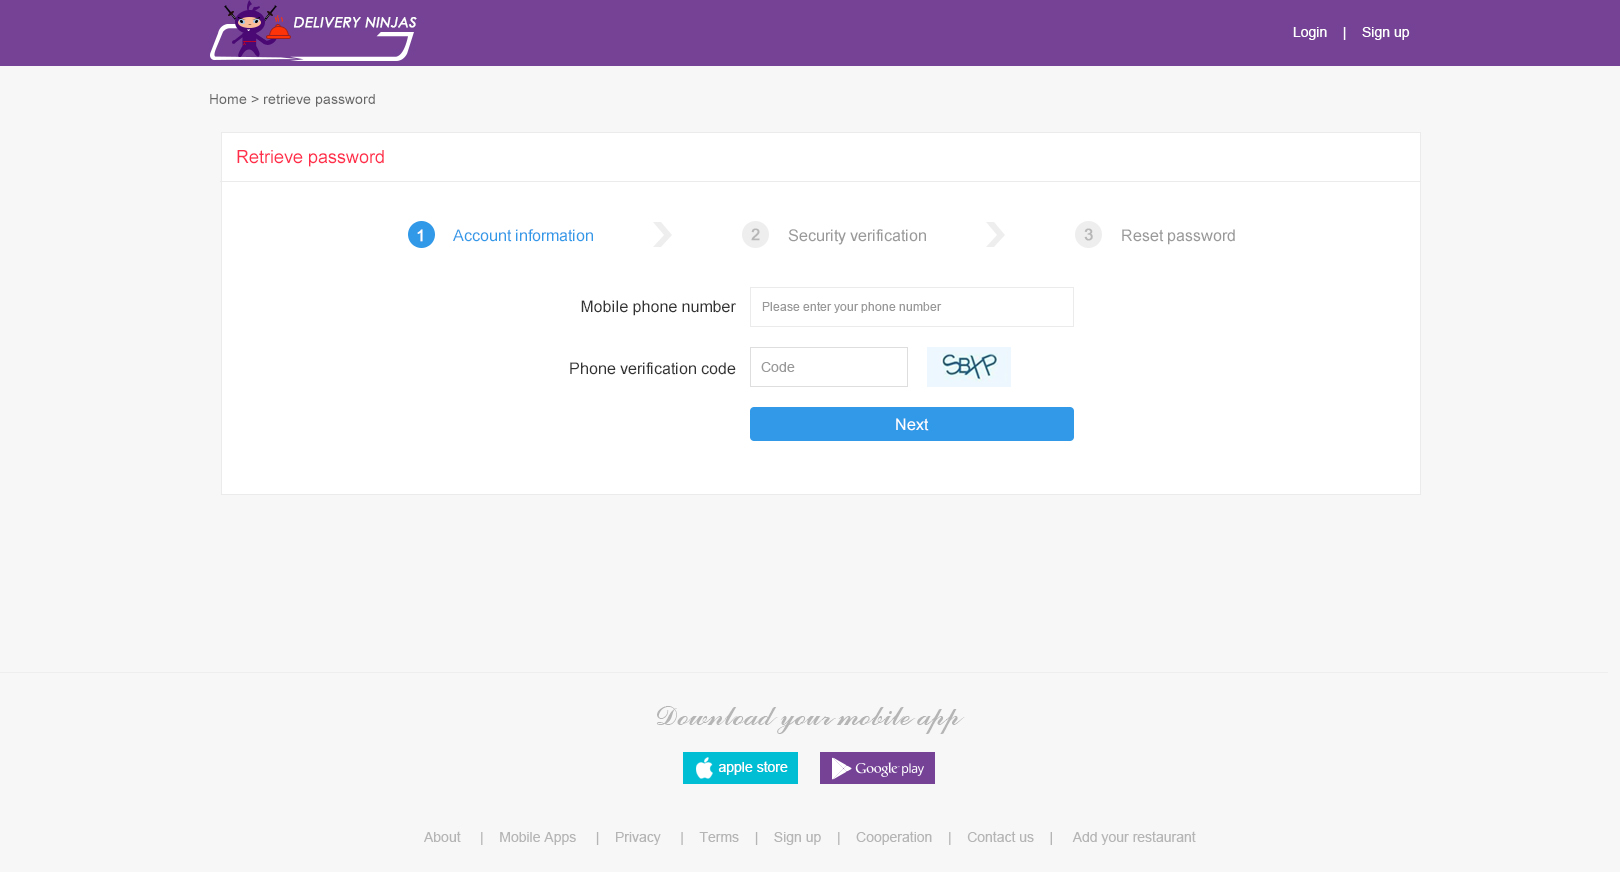 DELIVERY NINJAS
Login | Sign up
Home > retrieve password
Retrieve password
1 Account information 2 Security verification 3 Reset password
Mobile phone number Please enter your phone number
Phone verification code Code SBXP
Next
Download your mobile app
apple store Google play
About | Mobile Apps | Privacy | Terms | Sign up | Cooperation | Contact us | Add your restaurant